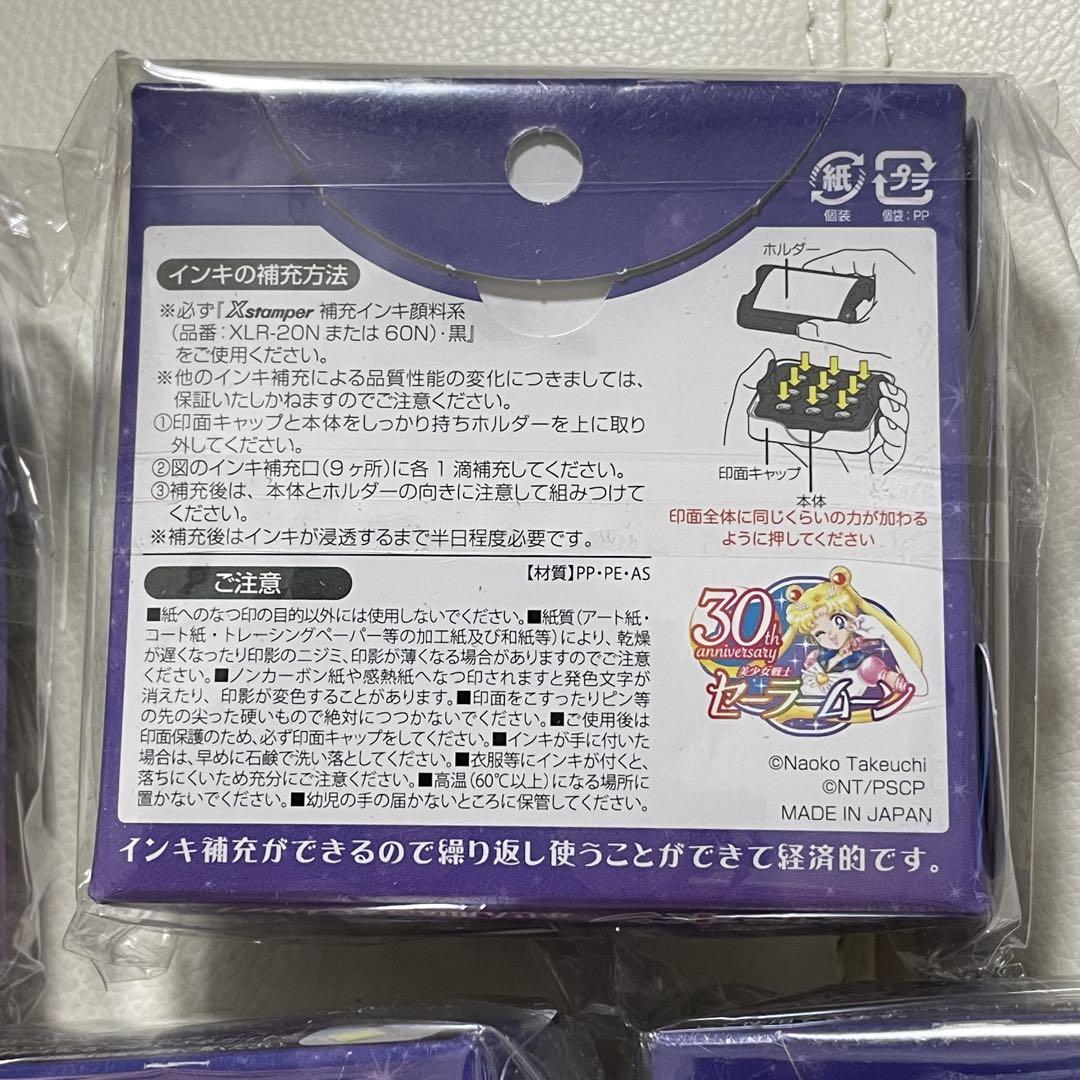 紙
プラ
個装
個袋：PP
インキの補充方法
※必ず『Xstamper 補充インキ顔料系
(品番：XLR-20N または 60N)・黒』
をご使用ください。
※他のインキ補充による品質性能の変化につきましては、
保証いたしかねますのでご注意ください。
①印面キャップと本体をしっかり持ちホルダーを上に取り
外してください。
②図のインキ補充口(9ヶ所)に各1滴補充してください。
③補充後は、本体とホルダーの向きに注意して組みつけて
ください。
※補充後はインキが浸透するまで半日程度必要です。
ホルダー
印面キャップ
本体
印面全体に同じくらいの力が加わる
ように押してください
【材質】PP・PE・AS
ご注意
■紙へのなつ印の目的以外には使用しないでください。■紙質(アート紙・
コート紙・トレーシングペーパー等の加工紙及び和紙等)により、乾燥
が遅くなったり印影のニジミ、印影が薄くなる場合がありますのでご注意
ください。■ノンカーボン紙や感熱紙へなつ印されますと発色文字が
消えたり、印影が変色することがあります。■印面をこすったりピン等
の先の尖った硬いもので絶対につつかないでください。■ご使用後は
印面保護のため、必ず印面キャップをしてください。■インキが手に付いた
場合は、早めに石鹸で洗い落としてください。■衣服等にインキが付くと、
落ちにくいため充分にご注意ください。■高温(60℃以上)になる場所に
置かないでください。■幼児の手の届かないところに保管してください。
30th
anniversary
美少女戦士
セーラームーン
©Naoko Takeuchi
©NT/PSCP
MADE IN JAPAN
インキ補充ができるので繰り返し使うことができて経済的です。